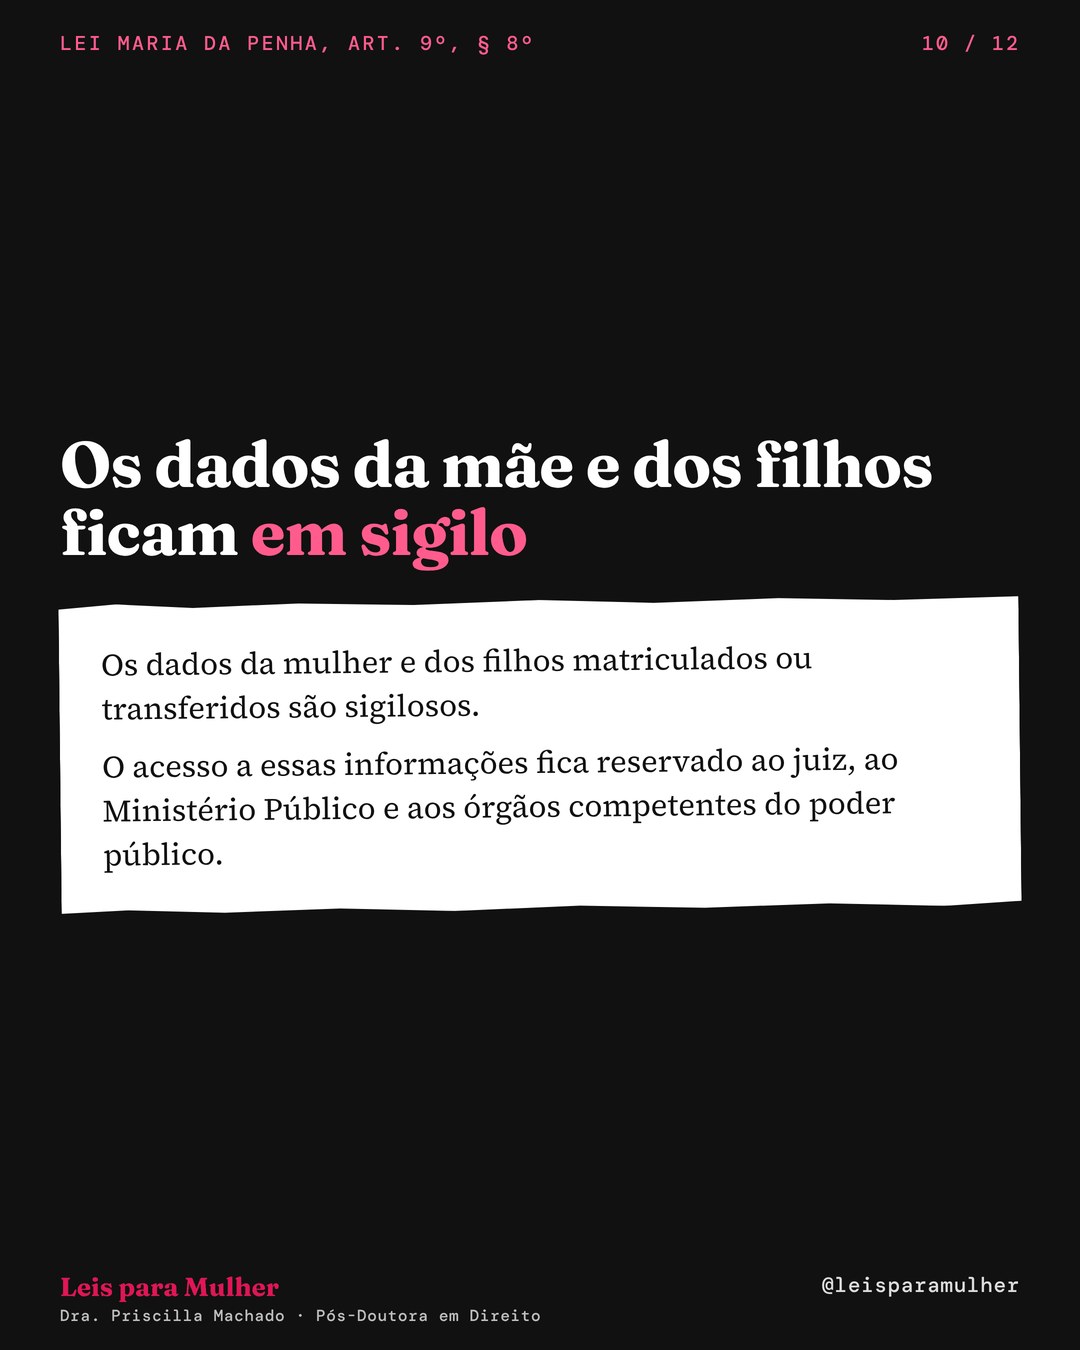 LEI MARIA DA PENHA, ART. 9º, § 8º
10 / 12
Os dados da mãe e dos filhos
ficam em sigilo
Os dados da mulher e dos filhos matriculados ou
transferidos são sigilosos.
O acesso a essas informações fica reservado ao juiz, ao
Ministério Público e aos órgãos competentes do poder
público.
Leis para Mulher
@leisparamulher
Dra. Priscilla Machado · Pós-Doutora em Direito